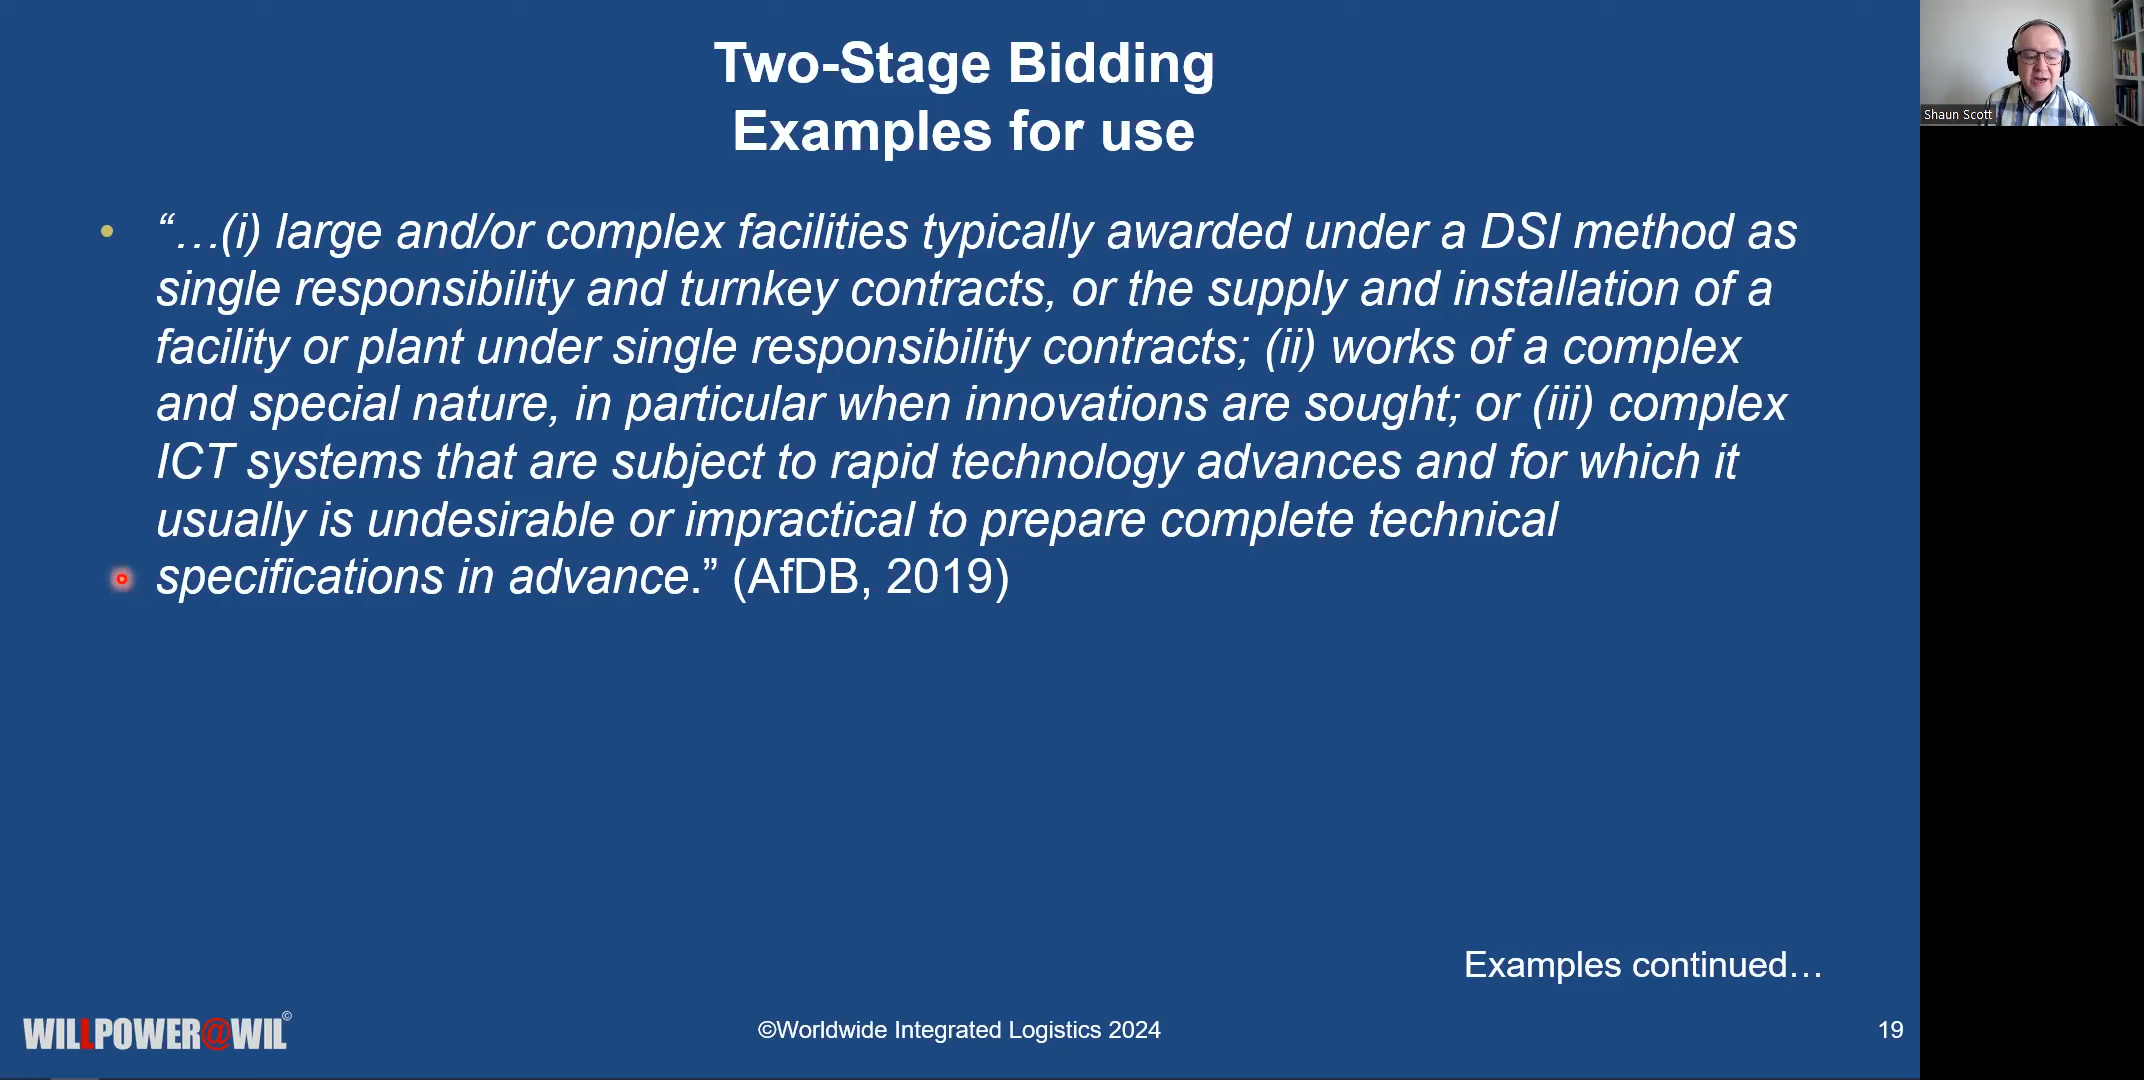 Two-Stage Bidding
Examples for use
Shaun Scott
• “…(i) large and/or complex facilities typically awarded under a DSI method as
single responsibility and turnkey contracts, or the supply and installation of a
facility or plant under single responsibility contracts; (ii) works of a complex
and special nature, in particular when innovations are sought; or (iii) complex
ICT systems that are subject to rapid technology advances and for which it
usually is undesirable or impractical to prepare complete technical
specifications in advance.” (AfDB, 2019)
Examples continued…
WILLPOWER@WIL©
©Worldwide Integrated Logistics 2024
19